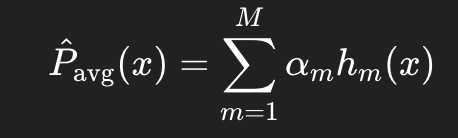 P̂_avg(x) = ∑_{m=1}^{M} α_m h_m(x)